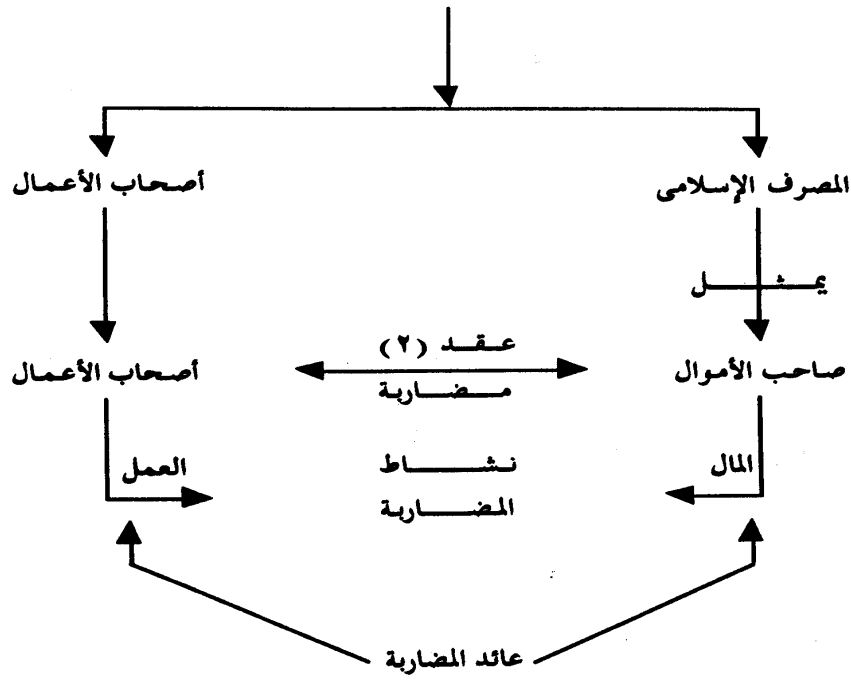 المصرف الإسلامى
أصحاب الأعمال
يمثل
عقد (٢)
مضاربة
صاحب الأموال
أصحاب الأعمال
المال
نشاط
المضاربة
العمل
عائد المضاربة